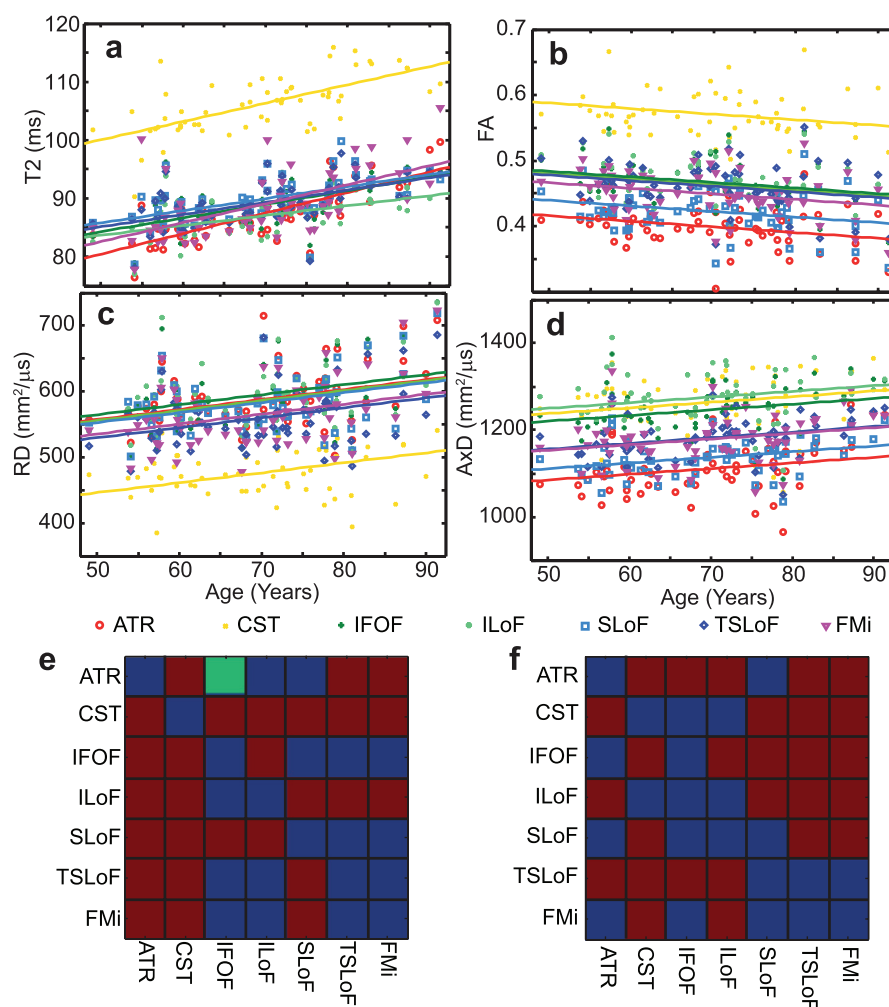 a
T2 (ms)
120
110
100
90
80
b
FA
0.7
0.6
0.5
0.4
c
RD (mm²/µs)
700
600
500
400
50 60 70 80 90
Age (Years)
d
AxD (mm²/µs)
1400
1300
1200
1100
1000
50 60 70 80 90
Age (Years)
ATR CST IFOF ILoF SLoF TSLoF FMi
e
ATR
CST
IFOF
ILoF
SLoF
TSLoF
FMi
ATR CST IFOF ILoF SLoF TSLoF FMi
f
ATR
CST
IFOF
ILoF
SLoF
TSLoF
FMi
ATR CST IFOF ILoF SLoF TSLoF FMi